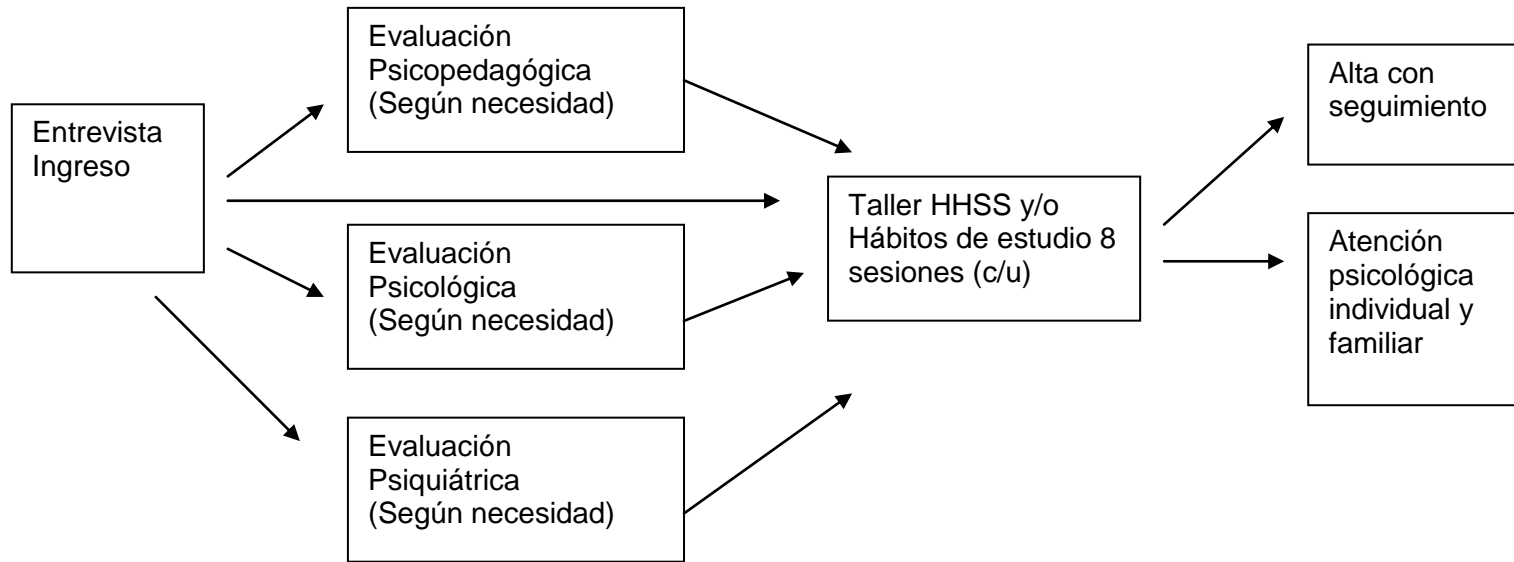 Entrevista
Ingreso
Evaluación
Psicopedagógica
(Según necesidad)
Evaluación
Psicológica
(Según necesidad)
Evaluación
Psiquiátrica
(Según necesidad)
Taller HHSS y/o
Hábitos de estudio 8
sesiones (c/u)
Alta con
seguimiento
Atención
psicológica
individual y
familiar